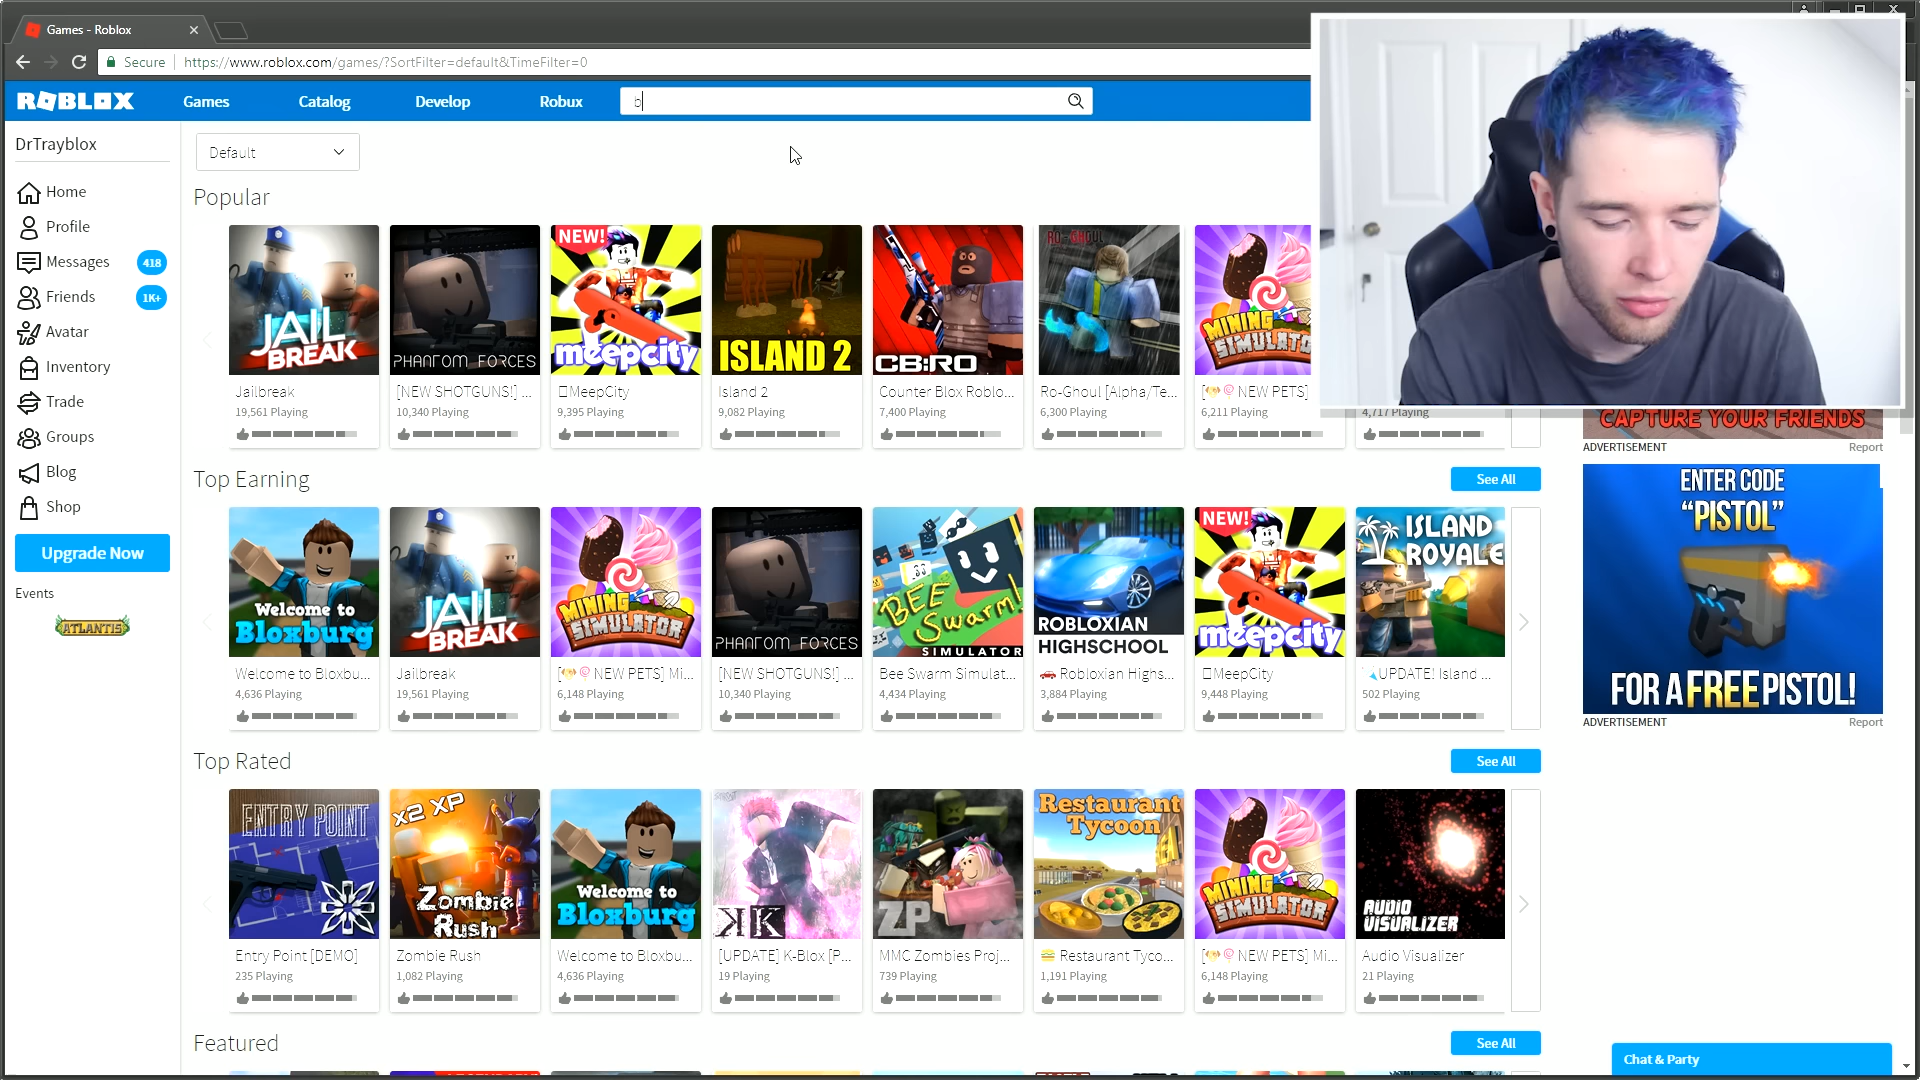 Games - Roblox
Secure
https://www.roblox.com/games/?SortFilter=default&TimeFilter=0
ROBLOX
Games
Catalog
Develop
Robux
b
DrTrayblox
Home
Profile
Messages
418
Friends
1K+
Avatar
Inventory
Trade
Groups
Blog
Shop
Upgrade Now
Events
ATLANTIS
Default
Popular
JAIL
BREAK
PHANTOM FORCES
NEW!
meepcity
ISLAND 2
CB:RO
RO-GHOUL
MINING
SIMULATOR
Jailbreak
[NEW SHOTGUNS!] ...
MeepCity
Island 2
Counter Blox Roblo...
Ro-Ghoul [Alpha/Te...
[NEW PETS]
19,561 Playing
10,340 Playing
9,395 Playing
9,082 Playing
7,400 Playing
6,300 Playing
6,211 Playing
4,717 Playing
Top Earning
See All
Welcome to
Bloxburg
JAIL
BREAK
MINING
SIMULATOR
PHANTOM FORCES
BEE
Swarm!
SIMULATOR
ROBLOXIAN
HIGHSCHOOL
NEW!
meepcity
ISLAND
ROYALE
Welcome to Bloxbu...
Jailbreak
[NEW PETS] Mi...
[NEW SHOTGUNS!] ...
Bee Swarm Simulat...
Robloxian Highs...
MeepCity
UPDATE! Island ...
4,636 Playing
19,561 Playing
6,148 Playing
10,340 Playing
4,434 Playing
3,884 Playing
9,448 Playing
502 Playing
Top Rated
See All
ENTRY POINT
x2 XP
Zombie
Rush
Welcome to
Bloxburg
KK
ZP
Restaurant
Tycoon
MINING
SIMULATOR
AUDIO
VISUALIZER
Entry Point [DEMO]
Zombie Rush
Welcome to Bloxbu...
[UPDATE] K-Blox [P...
MMC Zombies Proj...
Restaurant Tyco...
[NEW PETS] Mi...
Audio Visualizer
235 Playing
1,082 Playing
4,636 Playing
19 Playing
739 Playing
1,191 Playing
6,148 Playing
21 Playing
Featured
See All
CAPTURE YOUR FRIENDS
ADVERTISEMENT
Report
ENTER CODE
"PISTOL"
FOR A FREE PISTOL!
ADVERTISEMENT
Report
Chat & Party